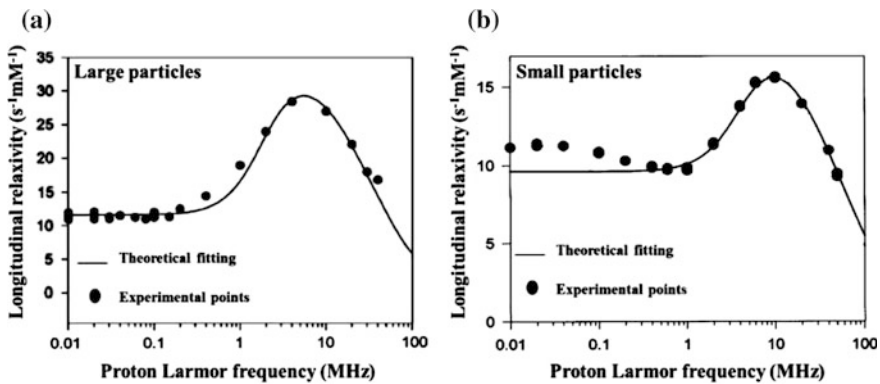 (a)
Longitudinal relaxivity (s⁻¹mM⁻¹)
35
30
25
20
15
10
5
0
Large particles
Theoretical fitting
Experimental points
0.01 0.1 1 10 100
Proton Larmor frequency (MHz)
(b)
Longitudinal relaxivity (s⁻¹mM⁻¹)
15
10
5
0
Small particles
Theoretical fitting
Experimental points
0.01 0.1 1 10 100
Proton Larmor frequency (MHz)